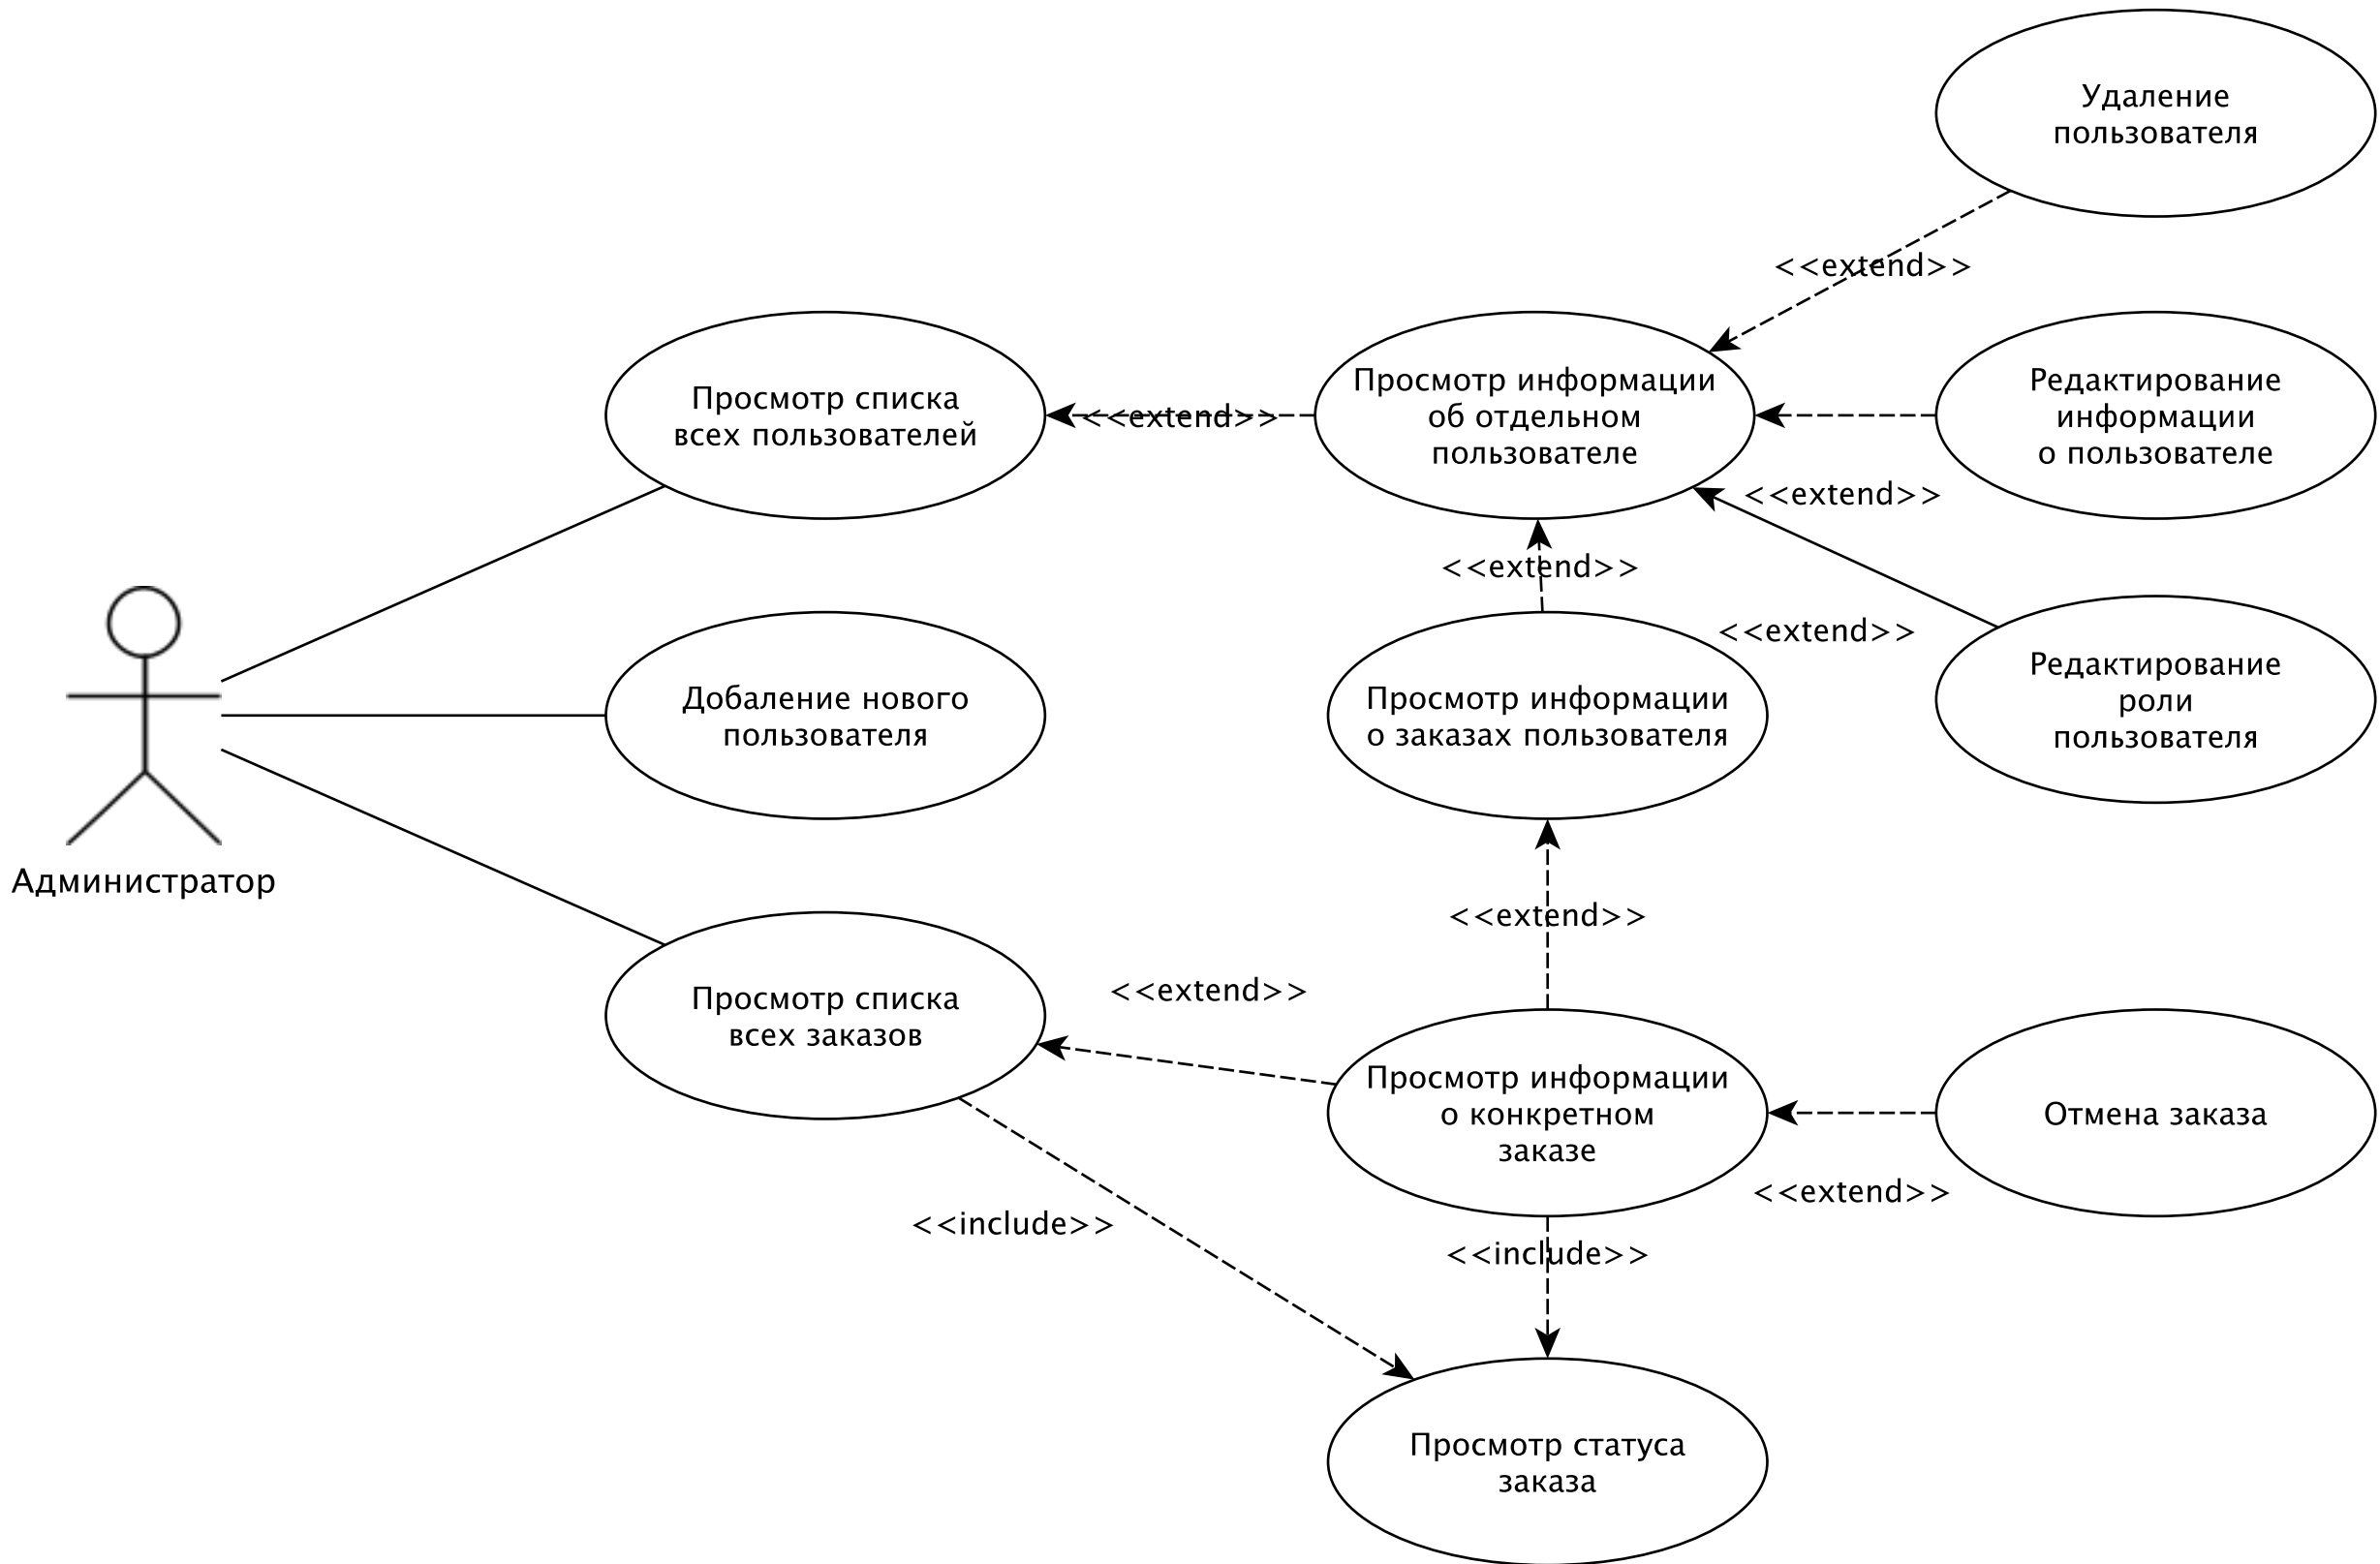 Удаление
пользователя
<<extend>>
Просмотр списка
всех пользователей
<<extend>>
Просмотр информации
об отдельном
пользователе
Редактирование
информации
о пользователе
<<extend>>
<<extend>>
<<extend>>
Редактирование
роли
пользователя
Добаление нового
пользователя
Просмотр информации
о заказах пользователя
Администратор
<<extend>>
Просмотр списка
всех заказов
<<extend>>
Просмотр информации
о конкретном
заказе
Отмена заказа
<<extend>>
<<include>>
<<include>>
Просмотр статуса
заказа